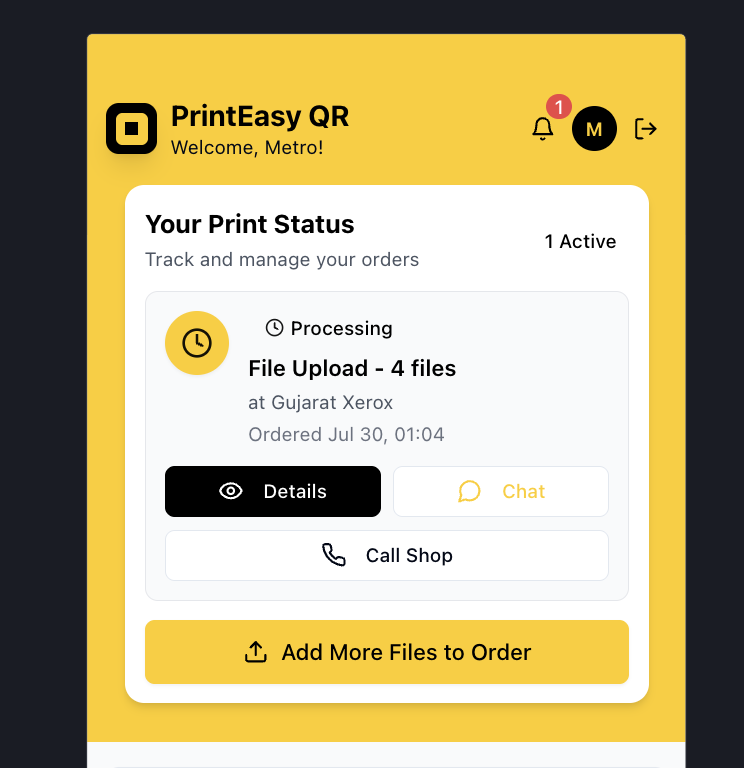 PrintEasy QR
Welcome, Metro!
1
M
Your Print Status
Track and manage your orders
1 Active
Processing
File Upload - 4 files
at Gujarat Xerox
Ordered Jul 30, 01:04
Details
Chat
Call Shop
Add More Files to Order